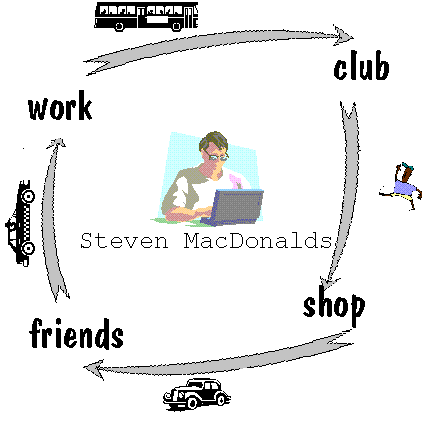 club
work
Steven MacDonalds
shop
friends